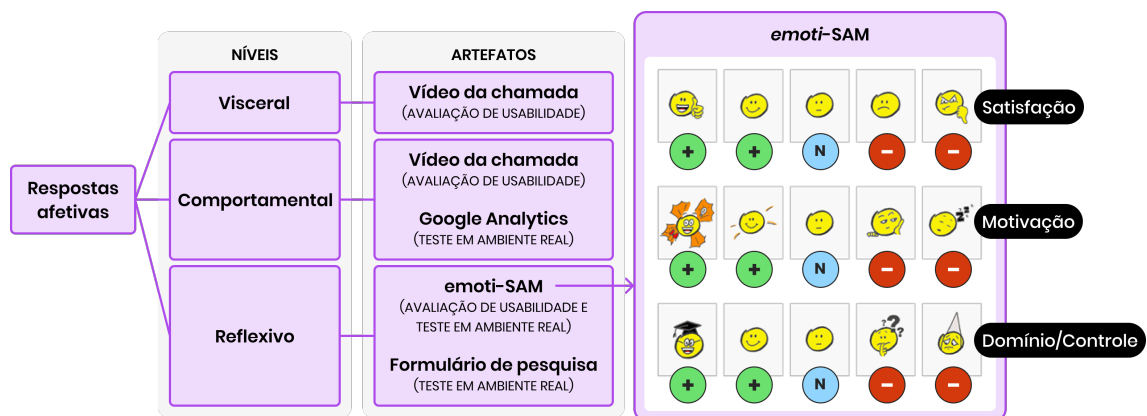 Respostas
afetivas
NÍVEIS
Visceral
Comportamental
Reflexivo
ARTEFATOS
Vídeo da chamada
(AVALIAÇÃO DE USABILIDADE)
Vídeo da chamada
(AVALIAÇÃO DE USABILIDADE)
Google Analytics
(TESTE EM AMBIENTE REAL)
emoti-SAM
(AVALIAÇÃO DE USABILIDADE E
TESTE EM AMBIENTE REAL)
Formulário de pesquisa
(TESTE EM AMBIENTE REAL)
emoti-SAM
+ + N − −
Satisfação
zzz
+ + N − −
Motivação
???
+ + N − −
Domínio/Controle